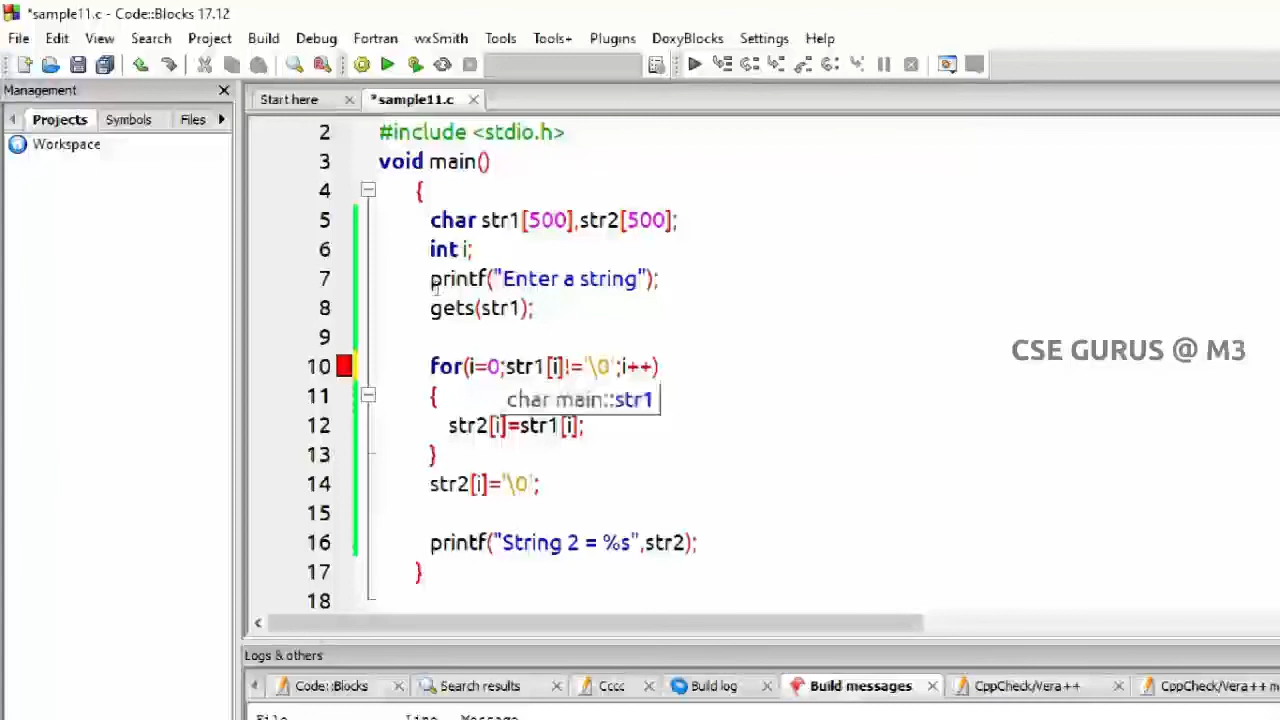 *sample11.c - Code::Blocks 17.12
File Edit View Search Project Build Debug Fortran wxSmith Tools Tools+ Plugins DoxyBlocks Settings Help
Management
Start here *sample11.c
Projects Symbols Files
Workspace
2 #include <stdio.h>
3 void main()
4 {
5 char str1[500],str2[500];
6 int i;
7 printf("Enter a string");
8 gets(str1);
9
10 for(i=0;str1[i]!='\0';i++)
11 {
char main::str1
12 str2[i]=str1[i];
13 }
14 str2[i]='\0';
15
16 printf("String 2 = %s",str2);
17 }
18
CSE GURUS @ M3
Logs & others
Code::Blocks Search results Cccc Build log Build messages CppCheck/Vera++ CppCheck/Vera++ m
File Line Message